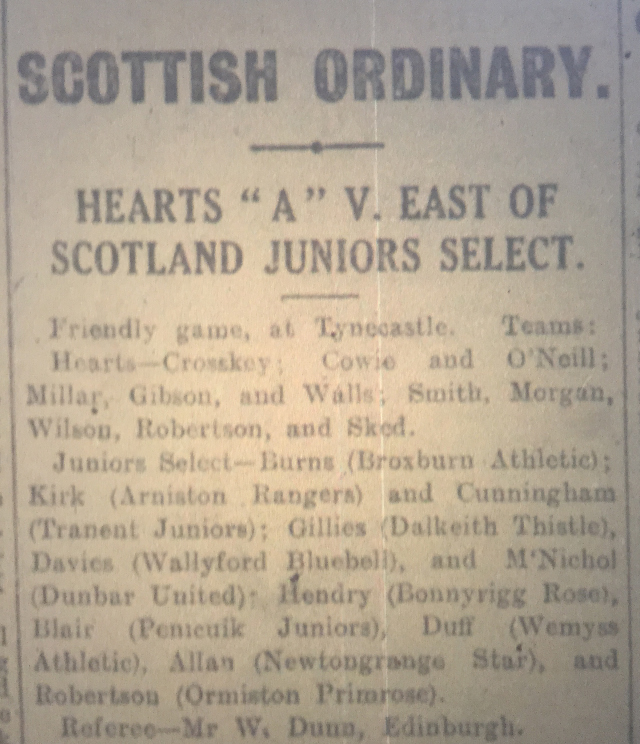 SCOTTISH ORDINARY.
HEARTS "A" V. EAST OF
SCOTLAND JUNIORS SELECT.
Friendly game, at Tynecastle. Teams:
Hearts—Crosskey; Cowie and O'Neill;
Millar, Gibson, and Walls; Smith, Morgan,
Wilson, Robertson, and Sked.
Juniors Select—Burns (Broxburn Athletic);
Kirk (Arniston Rangers) and Cunningham
(Tranent Juniors); Gillies (Dalkeith Thistle),
Davies (Wallyford Bluebell), and M'Nichol
(Dunbar United); Hendry (Bonnyrigg Rose),
Blair (Penicuik Juniors), Duff (Wemyss
Athletic), Allan (Newtongrange Star), and
Robertson (Ormiston Primrose).
Referee—Mr W. Dunn, Edinburgh.